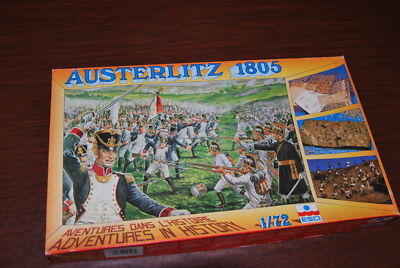 AUSTERLITZ 1805
AVENTURES DANS L'HISTOIRE
ADVENTURES IN HISTORY
1/72
ESCI